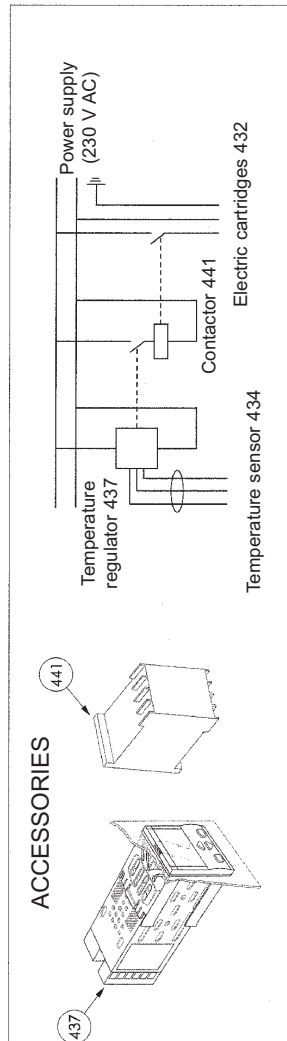 ACCESSORIES
437
441
Power supply
(230 V AC)
Temperature
regulator 437
Contactor 441
Temperature sensor 434
Electric cartridges 432